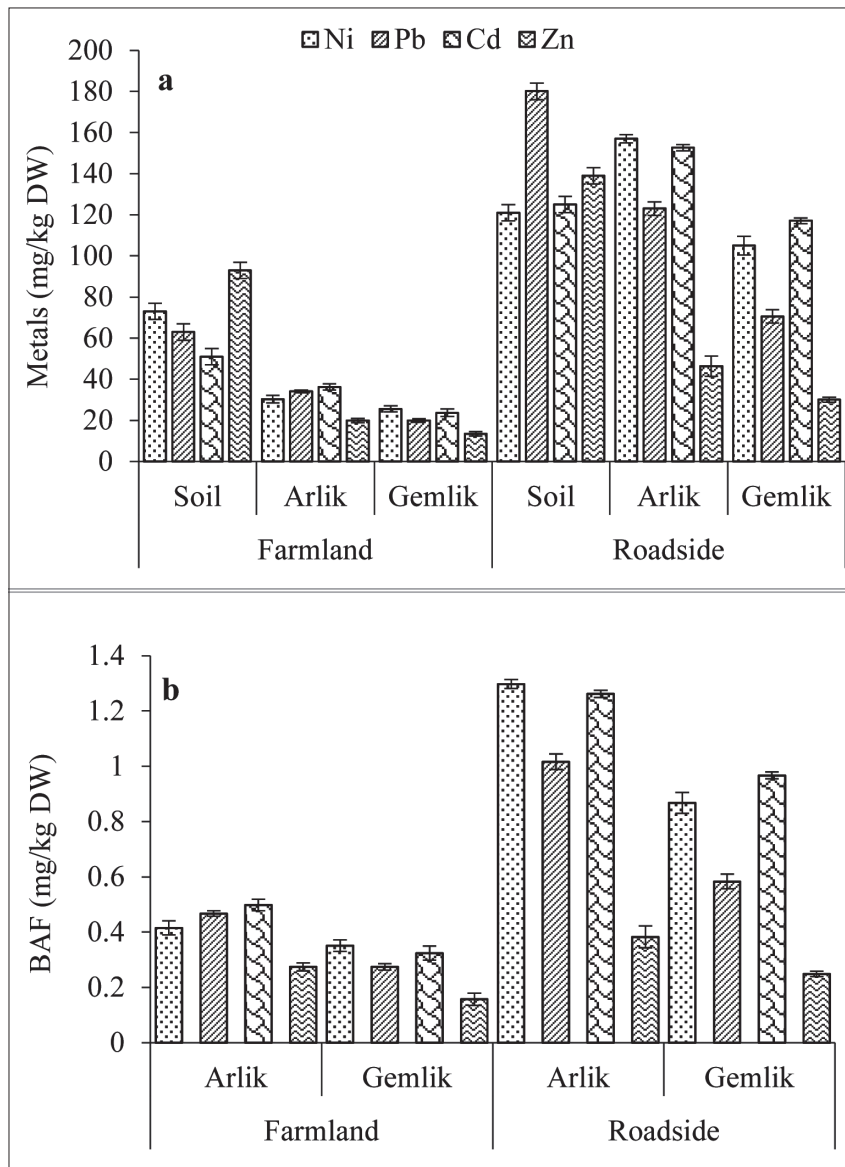 Ni Pb Cd Zn
a
Metals (mg/kg DW)
200
180
160
140
120
100
80
60
40
20
0
Soil Arlik Gemlik Soil Arlik Gemlik
Farmland Roadside
b
BAF (mg/kg DW)
1.4
1.2
1
0.8
0.6
0.4
0.2
0
Arlik Gemlik Arlik Gemlik
Farmland Roadside